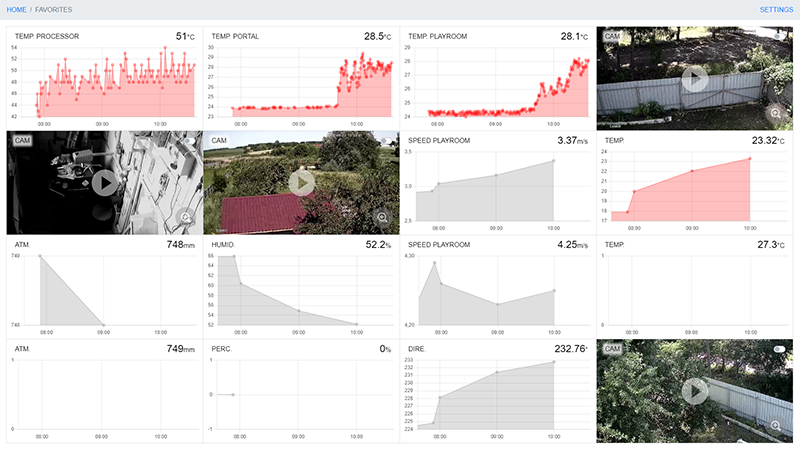 HOME / FAVORITES
SETTINGS
TEMP. PROCESSOR 51°C
54
52
50
48
46
44
42
08:00 09:00 10:00
TEMP. PORTAL 28.5°C
30
29
28
27
26
25
24
23
08:00 09:00 10:00
TEMP. PLAYROOM 28.1°C
29
28
27
26
25
24
08:00 09:00 10:00
CAM
CAM
CAM
SPEED PLAYROOM 3.37m/s
3,5
3,0
2,5
08:00 09:00 10:00
TEMP. 23.32°C
24
23
22
21
20
19
18
17
08:00 09:00 10:00
ATM. 748mm
749
748
08:00 09:00 10:00
HUMID. 52.2%
66
64
62
60
58
56
54
52
08:00 09:00 10:00
SPEED PLAYROOM 4.25m/s
4,30
4,20
08:00 09:00 10:00
TEMP. 27.3°C
1
0
08:00 09:00 10:00
ATM. 749mm
1
0
08:00 09:00 10:00
PERC. 0%
1
0
-1
08:00 09:00 10:00
DIRE. 232.76°
233
232
231
230
229
228
227
226
225
224
08:00 09:00 10:00
CAM